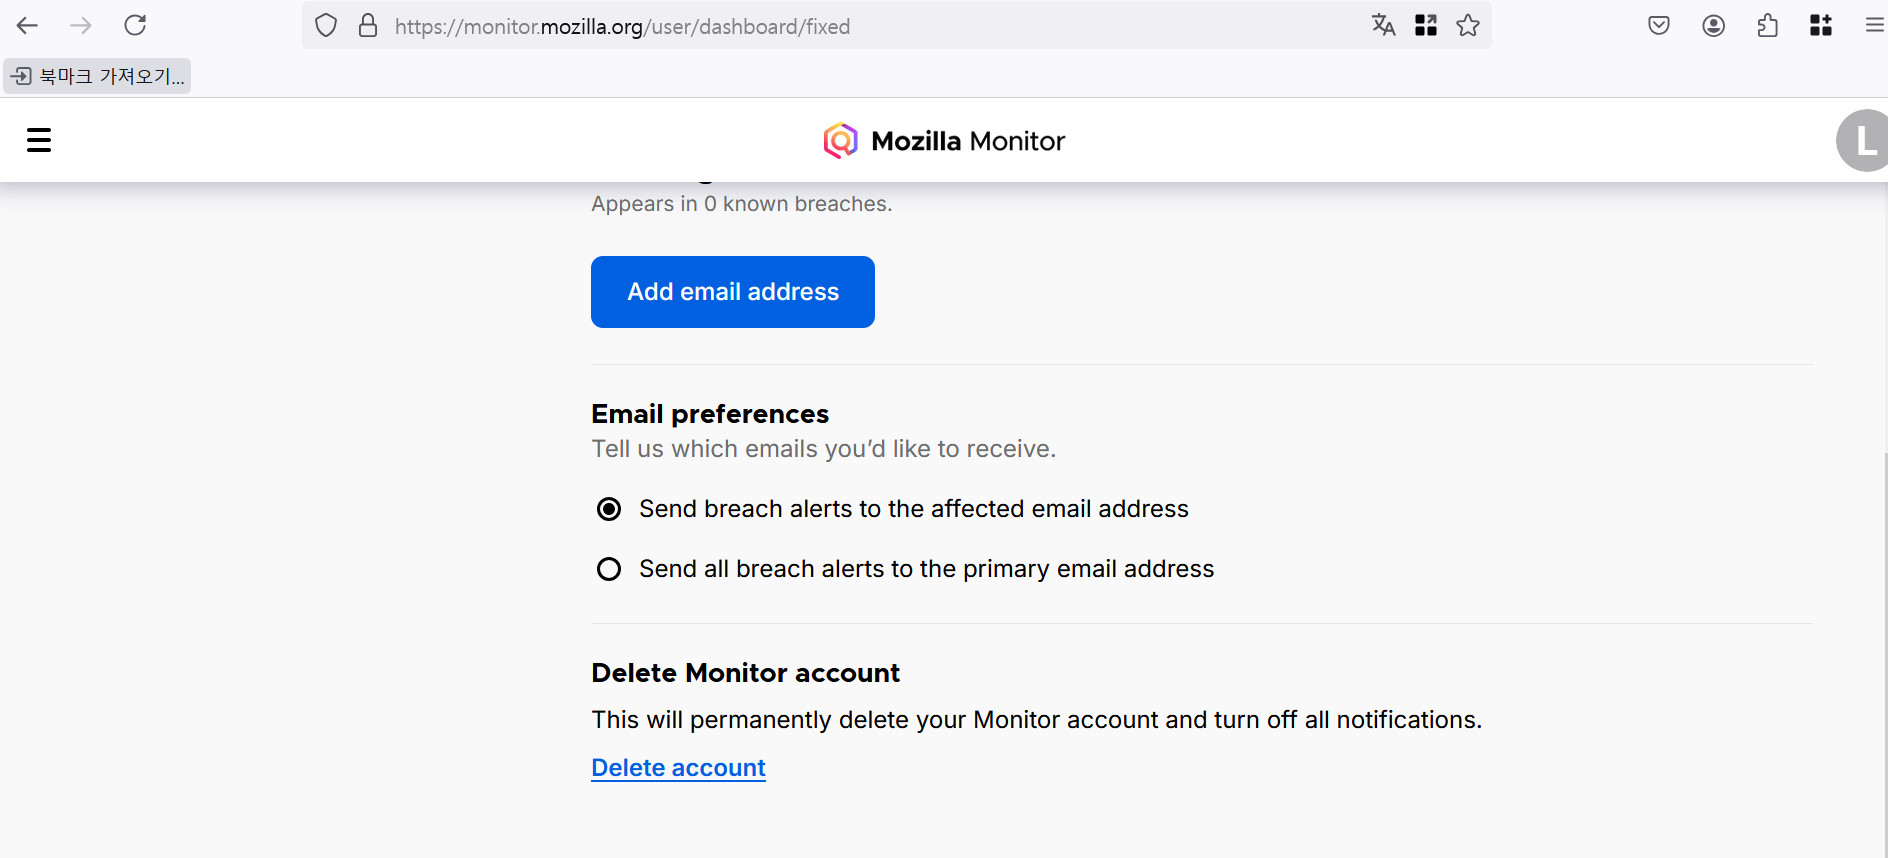 https://monitor.mozilla.org/user/dashboard/fixed
북마크 가져오기...
Mozilla Monitor
L
Appears in 0 known breaches.
Add email address
Email preferences
Tell us which emails you’d like to receive.
Send breach alerts to the affected email address
Send all breach alerts to the primary email address
Delete Monitor account
This will permanently delete your Monitor account and turn off all notifications.
Delete account